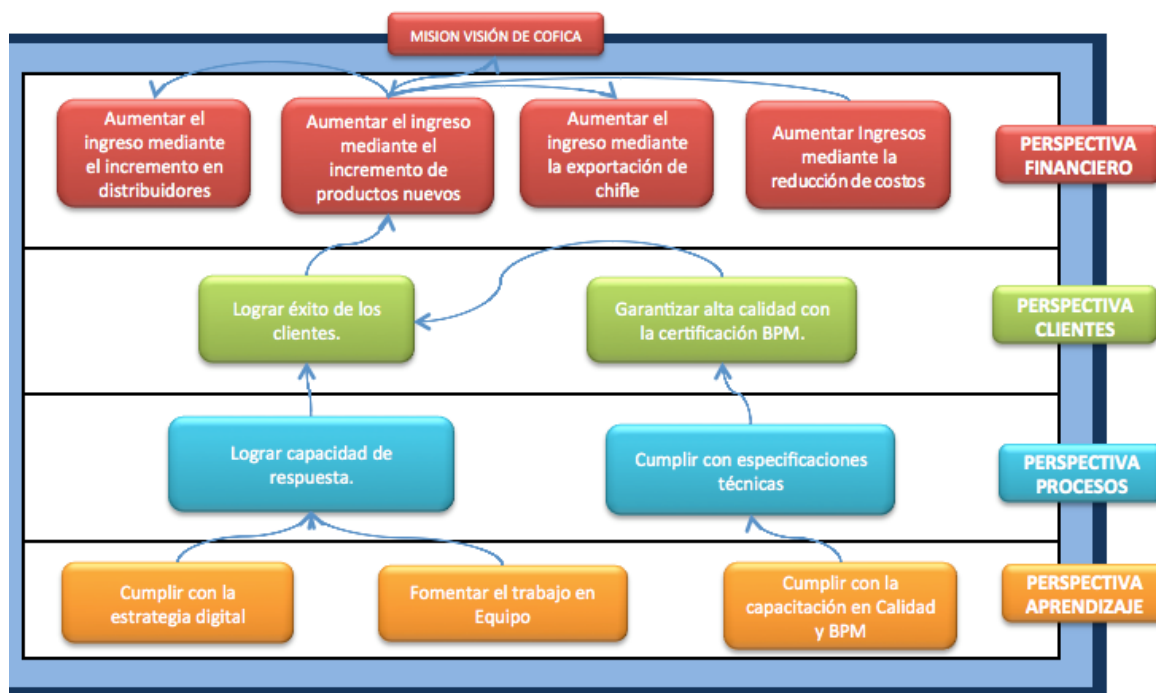 MISION VISIÓN DE COFICA
Aumentar el
ingreso mediante
el incremento en
distribuidores
Aumentar el ingreso
mediante el
incremento de
productos nuevos
Aumentar el
ingreso mediante
la exportación de
chifle
Aumentar Ingresos
mediante la
reducción de costos
PERSPECTIVA
FINANCIERO
Lograr éxito de los
clientes.
Garantizar alta calidad con
la certificación BPM.
PERSPECTIVA
CLIENTES
Lograr capacidad de
respuesta.
Cumplir con especificaciones
técnicas
PERSPECTIVA
PROCESOS
Cumplir con la
estrategia digital
Fomentar el trabajo en
Equipo
Cumplir con la
capacitación en Calidad
y BPM
PERSPECTIVA
APRENDIZAJE